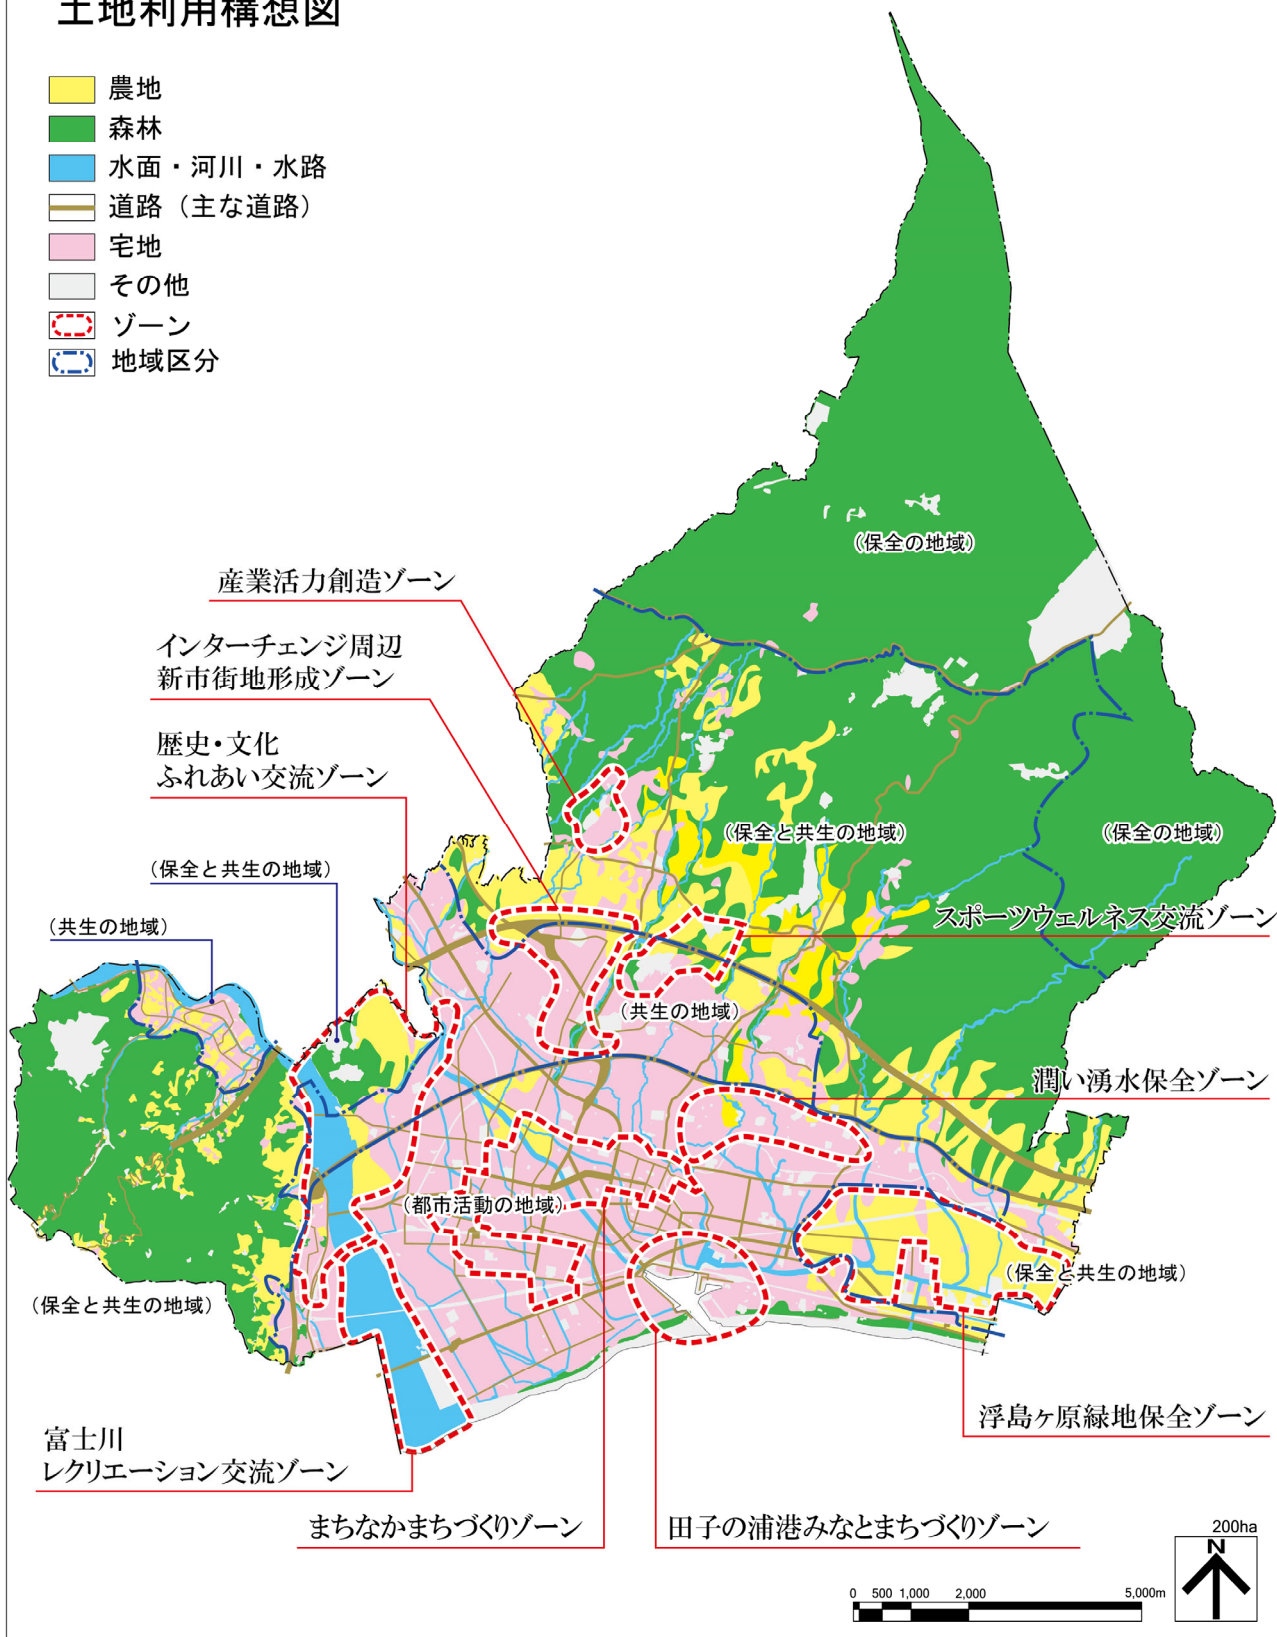 土地利用構想図
農地
森林
水面・河川・水路
道路（主な道路）
宅地
その他
ゾーン
地域区分
（保全の地域）
産業活力創造ゾーン
インターチェンジ周辺
新市街地形成ゾーン
歴史・文化
ふれあい交流ゾーン
（保全と共生の地域）
（保全の地域）
（保全と共生の地域）
（共生の地域）
スポーツウェルネス交流ゾーン
（共生の地域）
潤い湧水保全ゾーン
（都市活動の地域）
（保全と共生の地域）
（保全と共生の地域）
浮島ヶ原緑地保全ゾーン
富士川
レクリエーション交流ゾーン
まちなかまちづくりゾーン
田子の浦港みなとまちづくりゾーン
200ha
N
0 500 1,000 2,000 5,000m